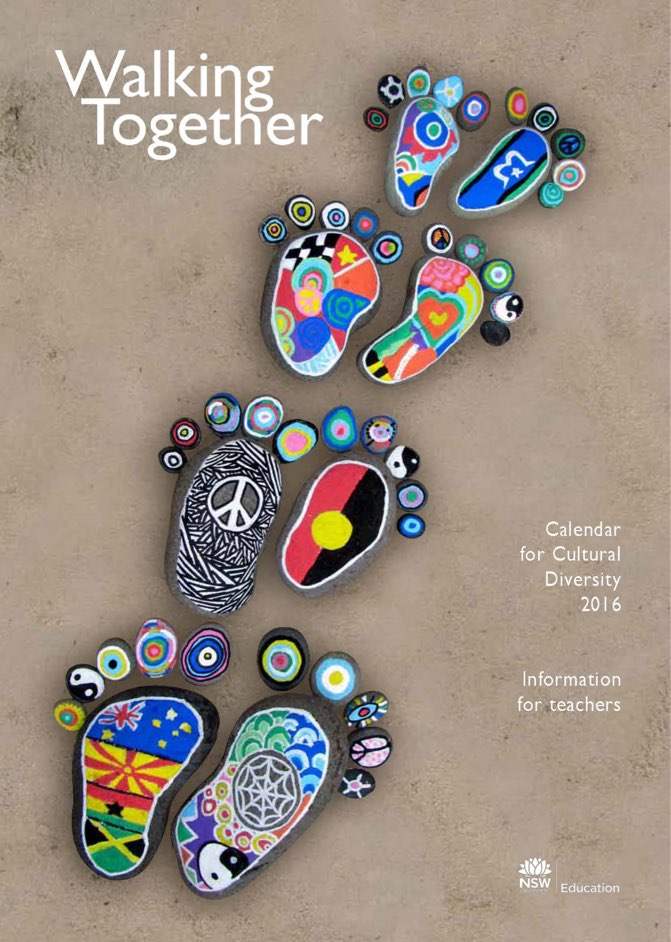 Walking
Together
Calendar
for Cultural
Diversity
2016
Information
for teachers
NSW
Education